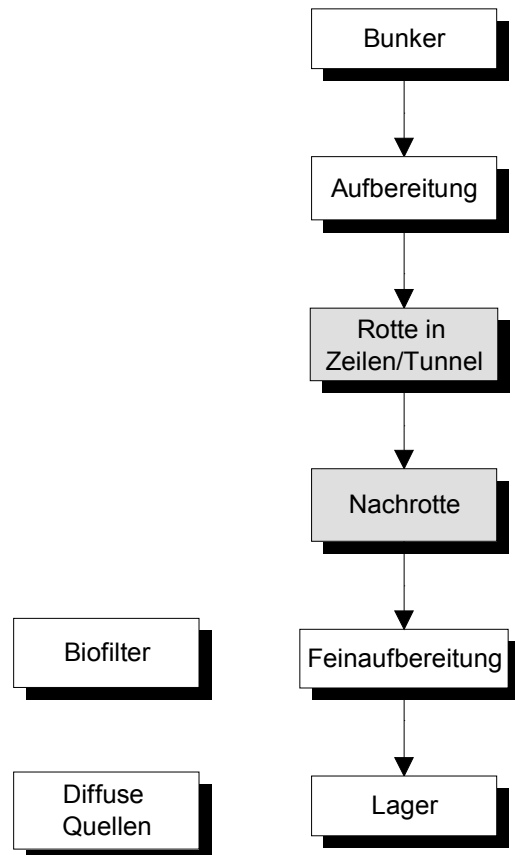 Bunker
Aufbereitung
Rotte in
Zeilen/Tunnel
Nachrotte
Biofilter
Feinaufbereitung
Diffuse
Quellen
Lager